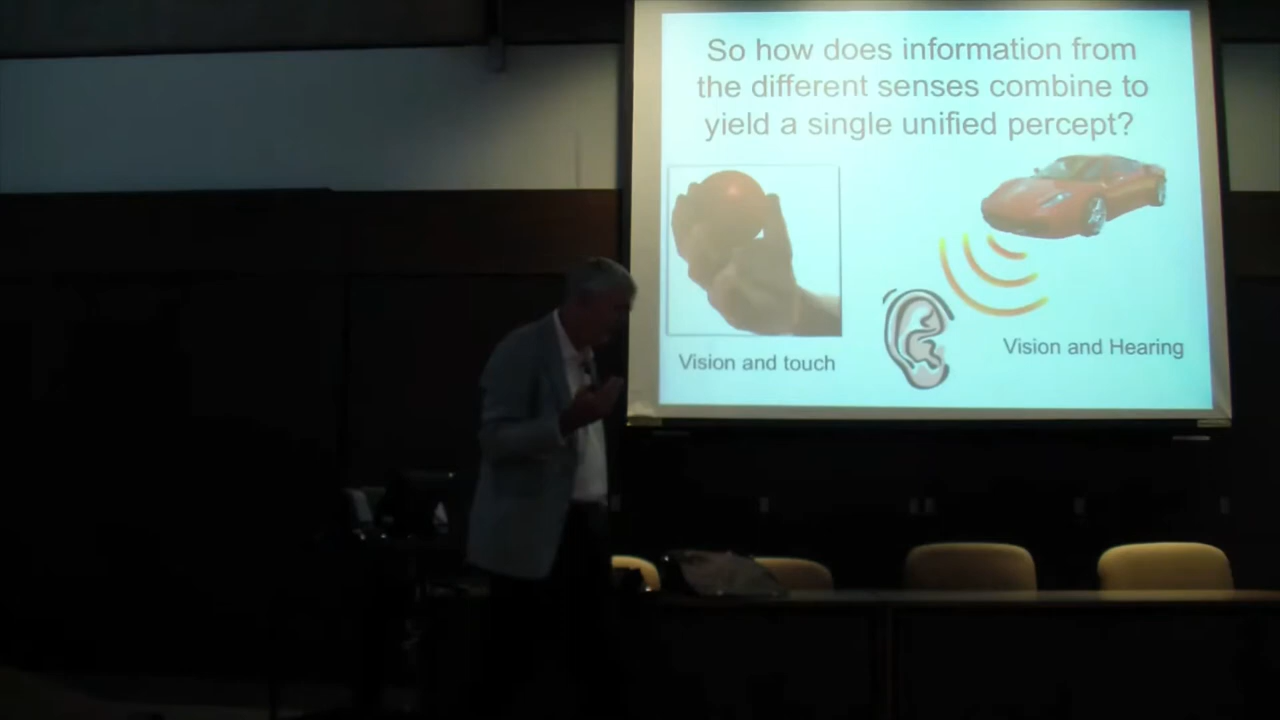 So how does information from
the different senses combine to
yield a single unified percept?
Vision and touch
Vision and Hearing